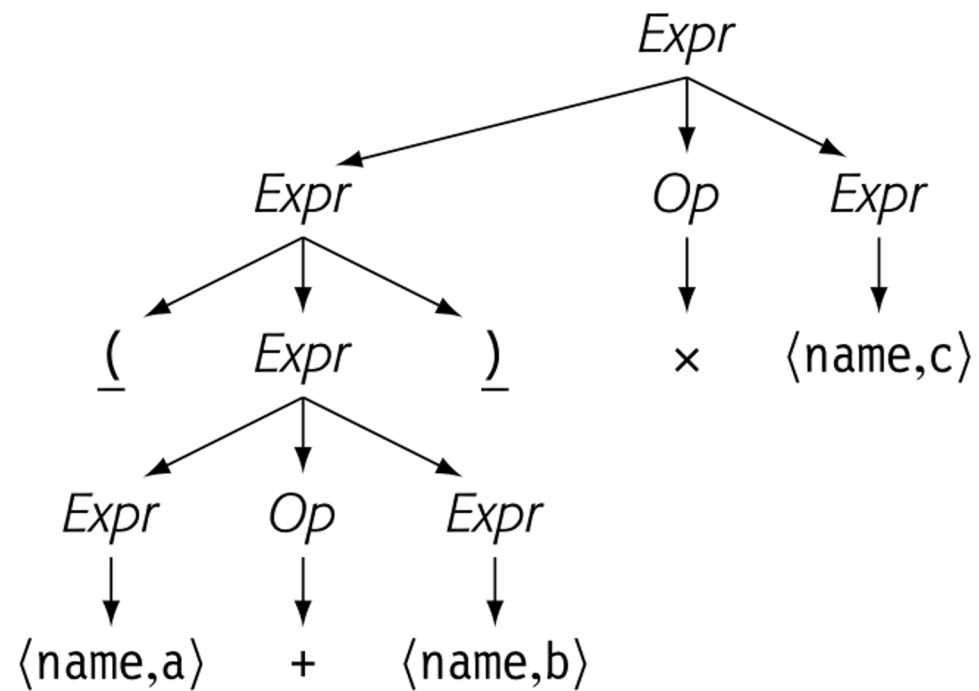 Expr
Expr Op Expr
( Expr ) × ⟨name,c⟩
Expr Op Expr
⟨name,a⟩ + ⟨name,b⟩